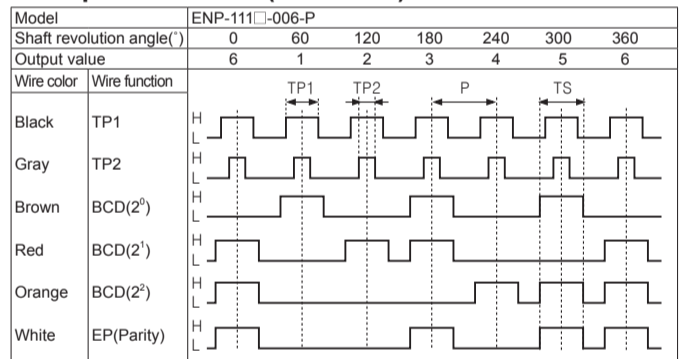 Model ENP-111□-006-P
Shaft revolution angle(°) 0 60 120 180 240 300 360
Output value 6 1 2 3 4 5 6
Wire color Wire function
TP1 TP2 P TS
Black TP1 H L
Gray TP2 H L
Brown BCD(2⁰) H L
Red BCD(2¹) H L
Orange BCD(2²) H L
White EP(Parity) H L